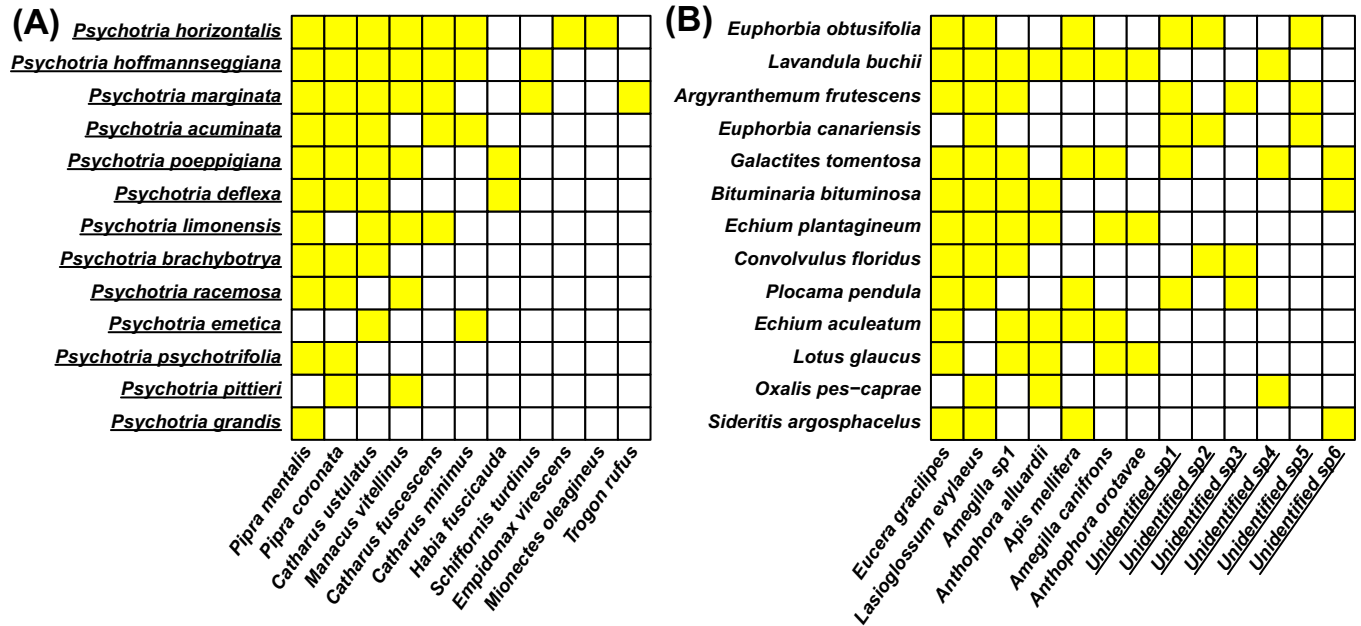 (A)
Psychotria horizontalis
Psychotria hoffmannseggiana
Psychotria marginata
Psychotria acuminata
Psychotria poeppigiana
Psychotria deflexa
Psychotria limonensis
Psychotria brachybotrya
Psychotria racemosa
Psychotria emetica
Psychotria psychotrifolia
Psychotria pittieri
Psychotria grandis
Pipra mentalis
Pipra coronata
Catharus ustulatus
Manacus vitellinus
Catharus fuscescens
Catharus minimus
Habia fuscicauda
Schiffornis turdinus
Empidonax virescens
Mionectes oleagineus
Trogon rufus
(B)
Euphorbia obtusifolia
Lavandula buchii
Argyranthemum frutescens
Euphorbia canariensis
Galactites tomentosa
Bituminaria bituminosa
Echium plantagineum
Convolvulus floridus
Plocama pendula
Echium aculeatum
Lotus glaucus
Oxalis pes−caprae
Sideritis argosphacelus
Eucera gracilipes
Lasioglossum evylaeus
Amegilla sp1
Anthophora alluardii
Apis mellifera
Amegilla canifrons
Anthophora orotavae
Unidentified sp1
Unidentified sp2
Unidentified sp3
Unidentified sp4
Unidentified sp5
Unidentified sp6